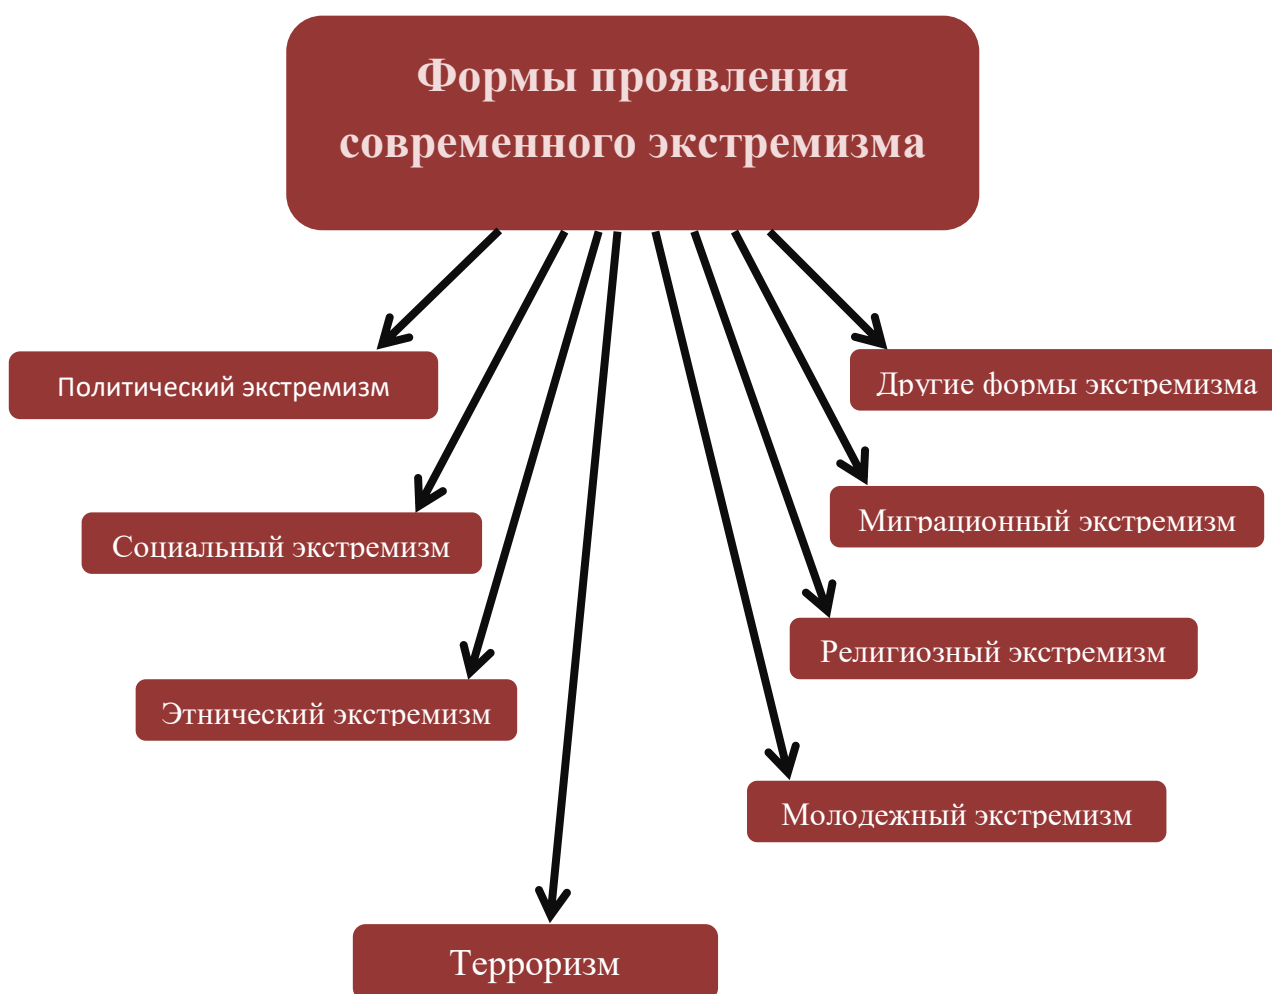 Формы проявления
современного экстремизма
Политический экстремизм
Другие формы экстремизма
Миграционный экстремизм
Социальный экстремизм
Религиозный экстремизм
Этнический экстремизм
Молодежный экстремизм
Терроризм